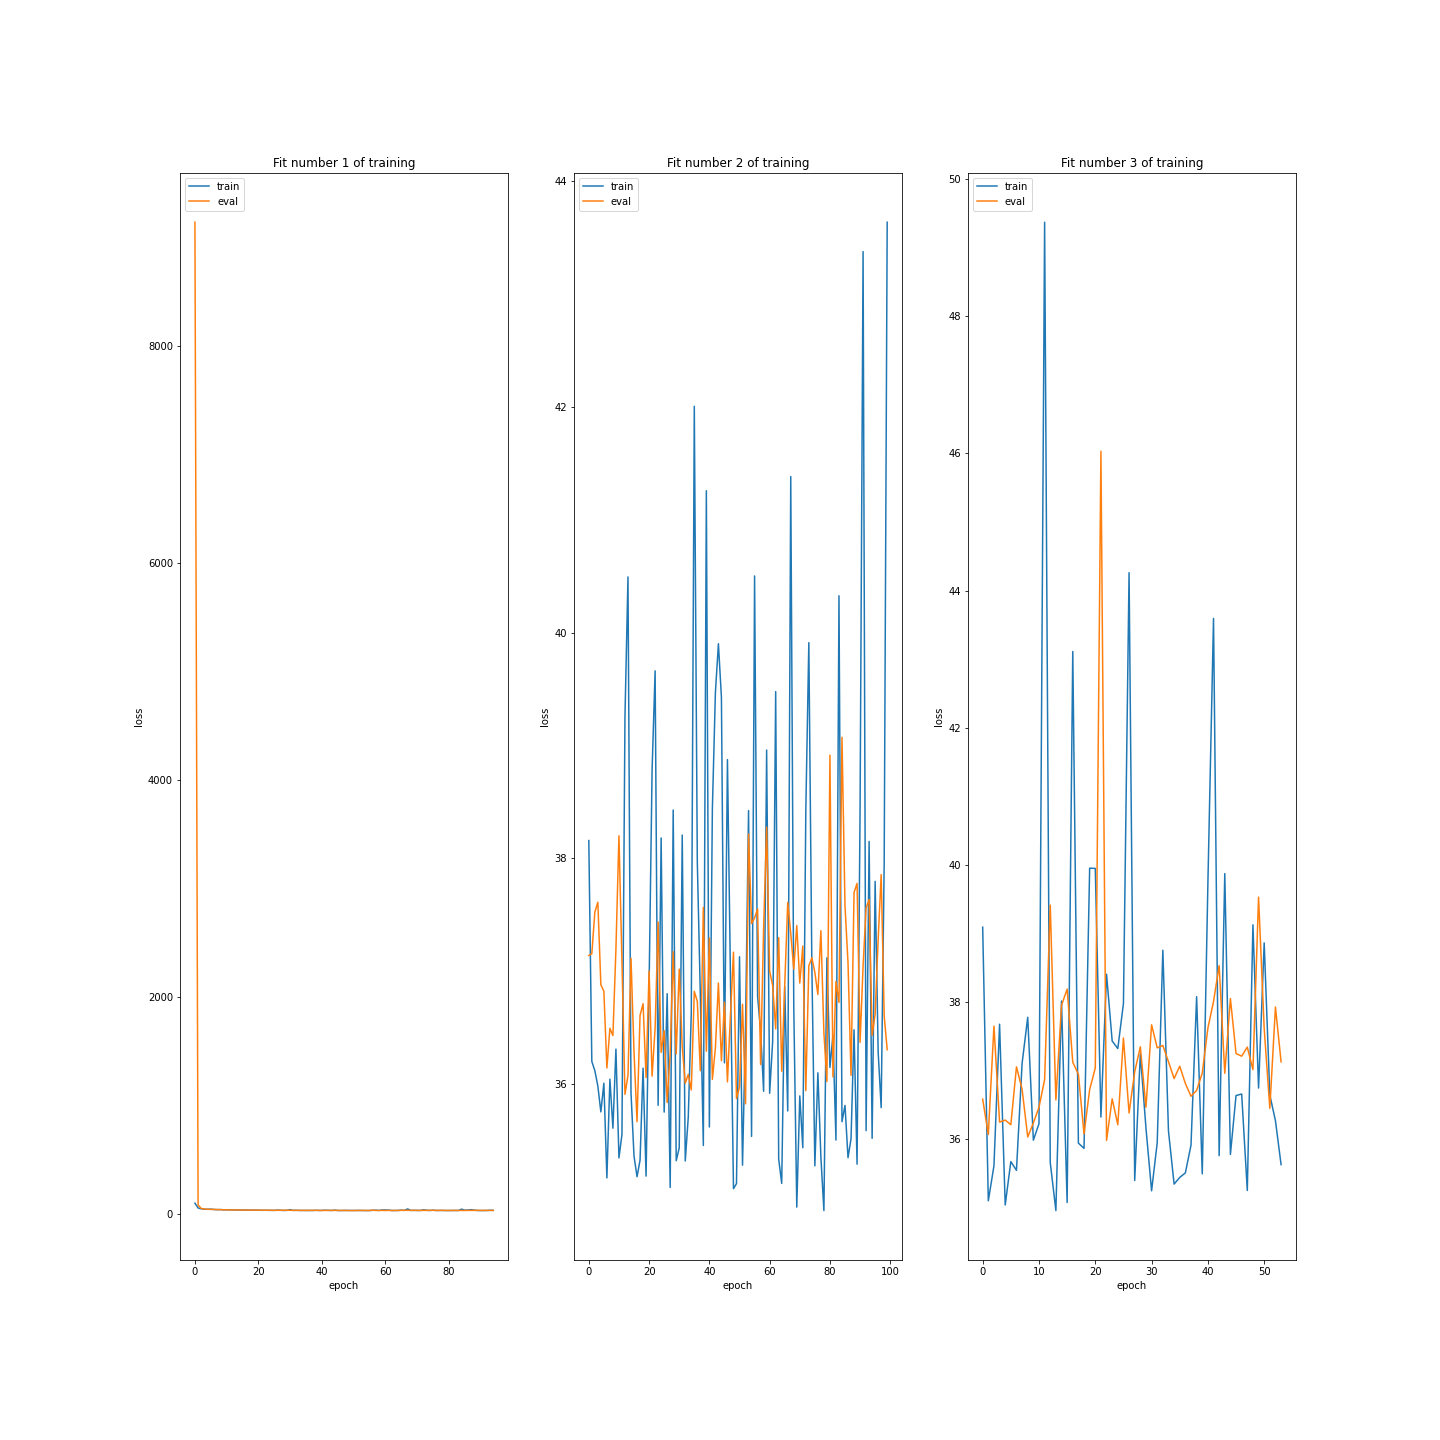 Fit number 1 of training
train
eval
8000
6000
4000
2000
0
loss
0 20 40 60 80
epoch
Fit number 2 of training
train
eval
44
42
40
38
36
loss
0 20 40 60 80 100
epoch
Fit number 3 of training
train
eval
50
48
46
44
42
40
38
36
loss
0 10 20 30 40 50
epoch